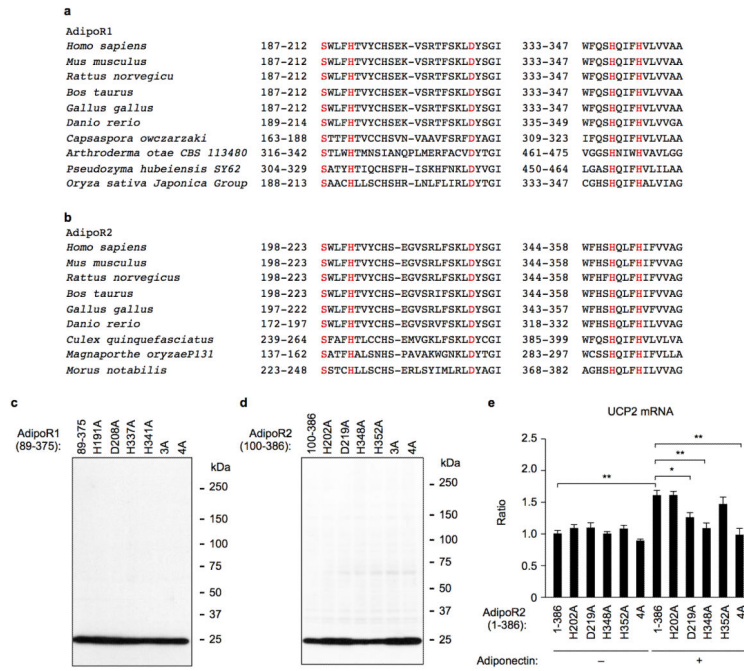 a
AdipoR1
Homo sapiens 187-212 SWLFHTVYCHSEK-VSRTFSKLDYSGI 333-347 WFQSHQIFHVLVVAA
Mus musculus 187-212 SWLFHTVYCHSEK-VSRTFSKLDYSGI 333-347 WFQSHQIFHVLVVAA
Rattus norvegicu 187-212 SWLFHTVYCHSEK-VSRTFSKLDYSGI 333-347 WFQSHQIFHVLVVGA
Bos taurus 187-212 SWLFHTVYCHSEK-VSRTFSKLDYSGI 333-347 WFQSHQIFHVLVVAA
Gallus gallus 187-212 SWLFHTVYCHSEK-VSRTFSKLDYSGI 333-347 WFQSHQIFHVLVVAA
Danio rerio 189-214 SWLFHTVYCHSEK-VSRTFSKLDYSGI 335-349 WFQSHQIFHVLVVGA
Capsaspora owczarzaki 163-188 STTFHTVCCHSVN-VAAVFSRFDYAGI 309-323 IFQSHQIFHVLVLAA
Arthroderma otae CBS 113480 316-342 STLWHTMNSIANQPLMERFACVDYTGI 461-475 VGGSHNIWHVAVLGG
Pseudozyma hubeiensis SY62 304-329 SATYHTIQCHSFH-ISKHFNKLDYVGI 450-464 LGASHQIFHVLILAA
Oryza sativa Japonica Group 188-213 SAACHLLSCHSHR-LNLFLIRLDYTGI 333-347 CGHSHQIFHALVIAG
b
AdipoR2
Homo sapiens 198-223 SWLFHTVYCHS-EGVSRLFSKLDYSGI 344-358 WFHSHQLFHIFVVAG
Mus musculus 198-223 SWLFHTVYCHS-EGVSRLFSKLDYSGI 344-358 WFHSHQLFHIFVVAG
Rattus norvegicus 198-223 SWLFHTVYCHS-EGVSRLFSKLDYSGI 344-358 WFHSHQLFHIFVVAG
Bos taurus 198-223 SWLFHTVYCHS-EGVSRIFSKLDYSGI 344-358 WFHSHQLFHIFVVAG
Gallus gallus 197-222 SWLFHTVYCHS-EGVSRIFSKLDYSGI 343-357 WFHSHQLFHIFVVAG
Danio rerio 172-197 SWLFHTVYCHS-EGVSRVFSKLDYSGI 318-332 WFHSHQLFHILVVAG
Culex quinquefasciatus 239-264 SFAFHTLCCHS-EMVGKLFSKLDYCGI 385-399 WFQSHQIFHVLVIAA
Magnaporthe oryzaeP131 137-162 SATFHALSNHS-PAVAKWGNKLDYTGI 283-297 WCSSHQIFHIFVLLA
Morus notabilis 223-248 SSTCHLLSCHS-ERLSYIMLRLDYAGI 368-382 AGHSHQLFHIFVVAG
c
AdipoR1
(89-375):
89-375
H191A
D208A
H337A
H341A
3A
4A
kDa
- 250
- 150
- 100
- 75
- 50
- 37
- 25
d
AdipoR2
(100-386):
100-386
H202A
D219A
H348A
H352A
3A
4A
kDa
- 250
- 150
- 100
- 75
- 50
- 37
- 25
e
UCP2 mRNA
**
**
**
*
2.5
2.0
1.5
1.0
0.5
0
Ratio
AdipoR2
(1-386):
1-386
H202A
D219A
H348A
H352A
4A
1-386
H202A
D219A
H348A
H352A
4A
Adiponectin: – +